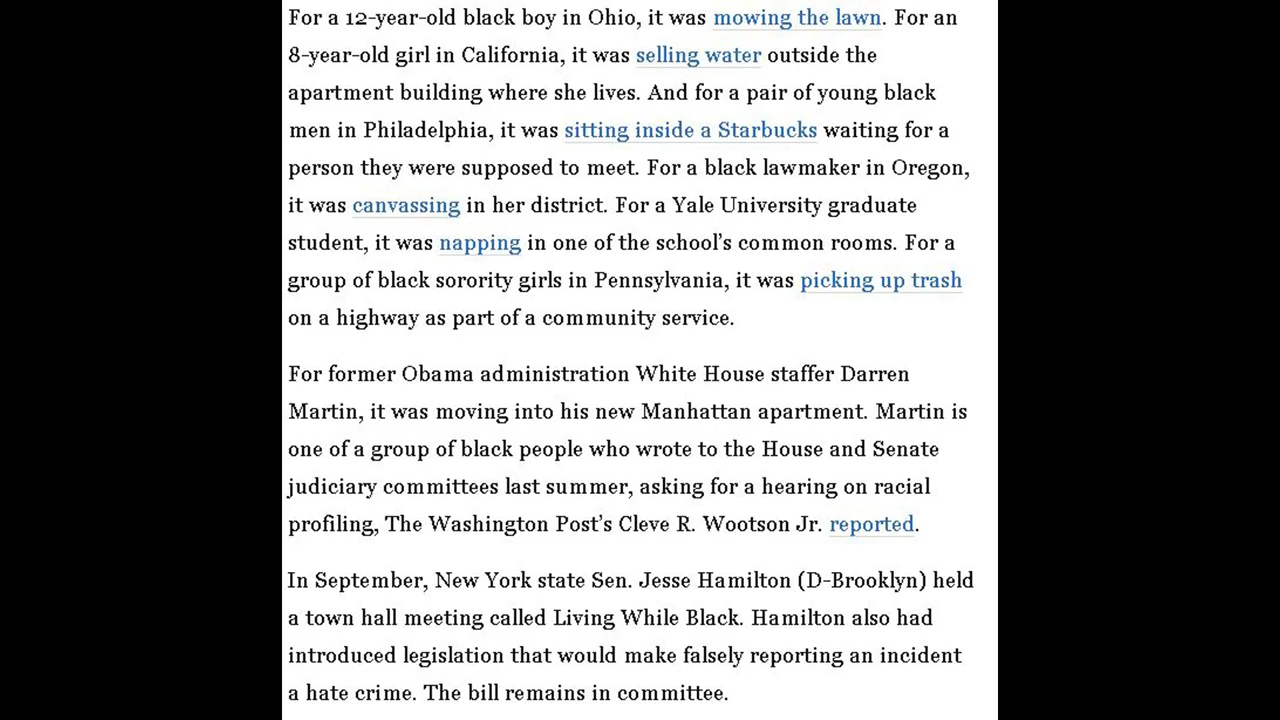 For a 12-year-old black boy in Ohio, it was mowing the lawn. For an
8-year-old girl in California, it was selling water outside the
apartment building where she lives. And for a pair of young black
men in Philadelphia, it was sitting inside a Starbucks waiting for a
person they were supposed to meet. For a black lawmaker in Oregon,
it was canvassing in her district. For a Yale University graduate
student, it was napping in one of the school’s common rooms. For a
group of black sorority girls in Pennsylvania, it was picking up trash
on a highway as part of a community service.
For former Obama administration White House staffer Darren
Martin, it was moving into his new Manhattan apartment. Martin is
one of a group of black people who wrote to the House and Senate
judiciary committees last summer, asking for a hearing on racial
profiling, The Washington Post’s Cleve R. Wootson Jr. reported.
In September, New York state Sen. Jesse Hamilton (D-Brooklyn) held
a town hall meeting called Living While Black. Hamilton also had
introduced legislation that would make falsely reporting an incident
a hate crime. The bill remains in committee.